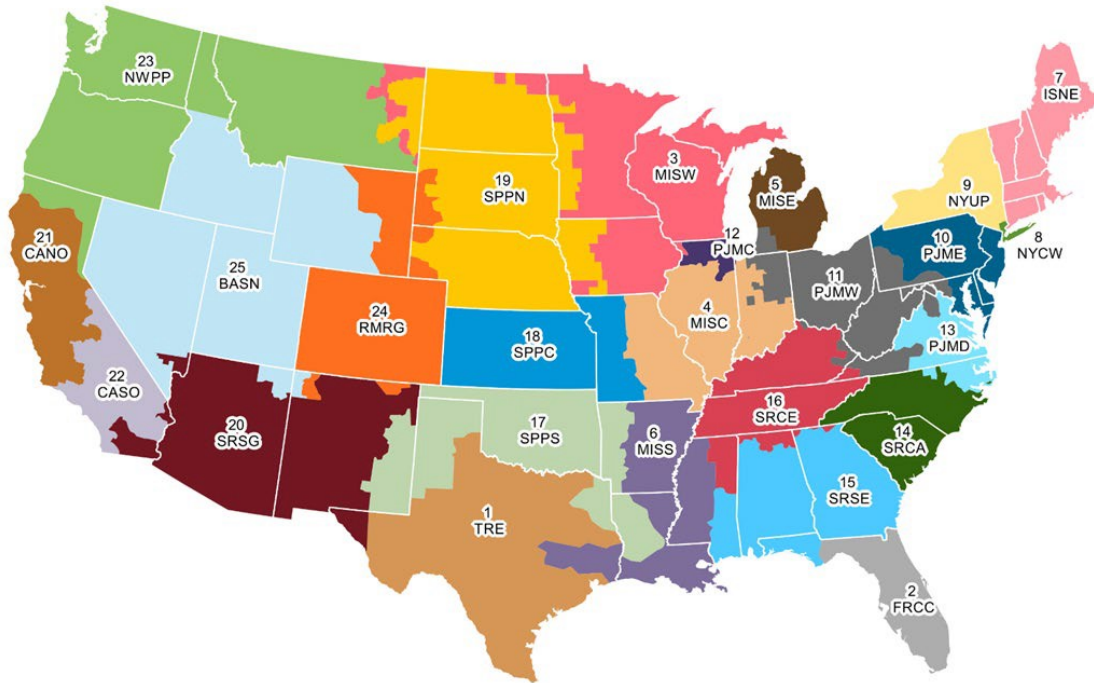 23
NWPP
7
ISNE
3
MISW
19
SPPN
5
MISE
9
NYUP
8
NYCW
21
CANO
12
PJMC
10
PJME
25
BASN
11
PJMW
24
RMRG
4
MISC
13
PJMD
18
SPPC
22
CASO
16
SRCE
20
SRSG
17
SPPS
6
MISS
14
SRCA
15
SRSE
1
TRE
2
FRCC